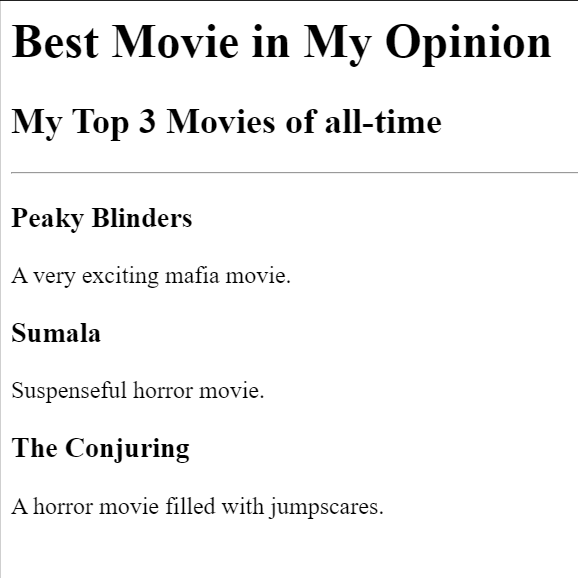 Best Movie in My Opinion
My Top 3 Movies of all-time
Peaky Blinders
A very exciting mafia movie.
Sumala
Suspenseful horror movie.
The Conjuring
A horror movie filled with jumpscares.